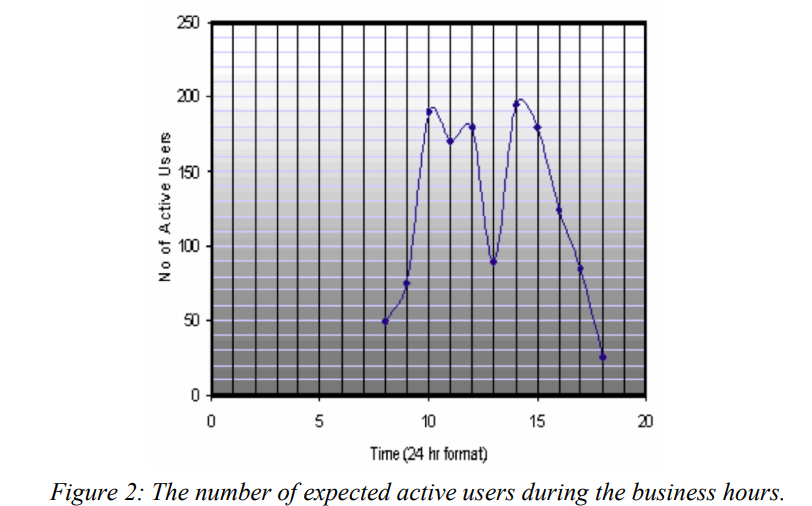 250
200
150
100
50
0
No of Active Users
0 5 10 15 20
Time (24 hr format)
Figure 2: The number of expected active users during the business hours.